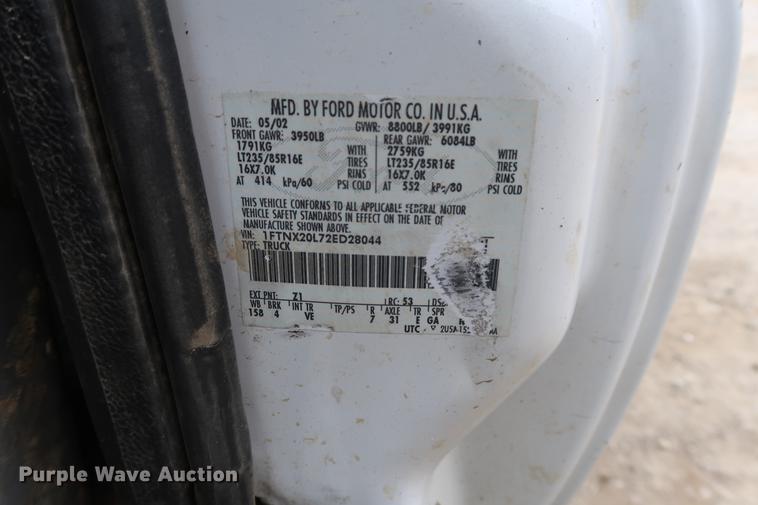 MFD. BY FORD MOTOR CO. IN U.S.A.
DATE: 05/02 GVWR: 8800LB/ 3991KG
FRONT GAWR: 3950LB REAR GAWR: 6084LB
1791KG WITH 2759KG WITH
LT235/85R16E TIRES LT235/85R16E TIRES
16X7.0K RINS 16X7.0K RINS
AT 414 kPa/60 PSI COLD AT 552 kPa/80 PSI COLD
THIS VEHICLE CONFORMS TO ALL APPLICABLE FEDERAL MOTOR
VEHICLE SAFETY STANDARDS IN EFFECT ON THE DATE OF
MANUFACTURE SHOWN ABOVE.
VIN: 1FTNX20L72ED28044
TYPE: TRUCK
EXT PNT: Z1 RC: 53
WB BRK INT TR TP/PS R AXLE TR SPR
158 4 VE 7 31 E GA
UTC
Purple Wave Auction